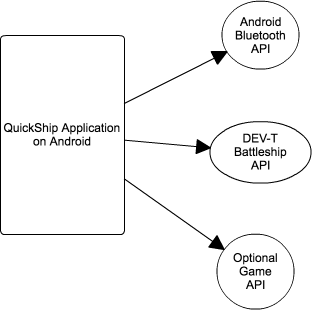 QuickShip Application
on Android
Android
Bluetooth
API
DEV-T
Battleship
API
Optional
Game
API